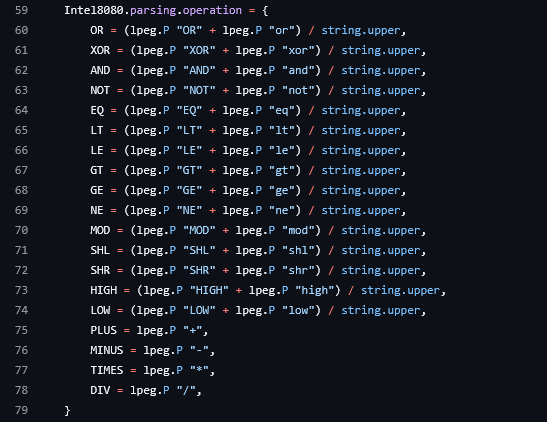 59 Intel8080.parsing.operation = {
60 OR = (lpeg.P "OR" + lpeg.P "or") / string.upper,
61 XOR = (lpeg.P "XOR" + lpeg.P "xor") / string.upper,
62 AND = (lpeg.P "AND" + lpeg.P "and") / string.upper,
63 NOT = (lpeg.P "NOT" + lpeg.P "not") / string.upper,
64 EQ = (lpeg.P "EQ" + lpeg.P "eq") / string.upper,
65 LT = (lpeg.P "LT" + lpeg.P "lt") / string.upper,
66 LE = (lpeg.P "LE" + lpeg.P "le") / string.upper,
67 GT = (lpeg.P "GT" + lpeg.P "gt") / string.upper,
68 GE = (lpeg.P "GE" + lpeg.P "ge") / string.upper,
69 NE = (lpeg.P "NE" + lpeg.P "ne") / string.upper,
70 MOD = (lpeg.P "MOD" + lpeg.P "mod") / string.upper,
71 SHL = (lpeg.P "SHL" + lpeg.P "shl") / string.upper,
72 SHR = (lpeg.P "SHR" + lpeg.P "shr") / string.upper,
73 HIGH = (lpeg.P "HIGH" + lpeg.P "high") / string.upper,
74 LOW = (lpeg.P "LOW" + lpeg.P "low") / string.upper,
75 PLUS = lpeg.P "+",
76 MINUS = lpeg.P "-",
77 TIMES = lpeg.P "*",
78 DIV = lpeg.P "/",
79 }